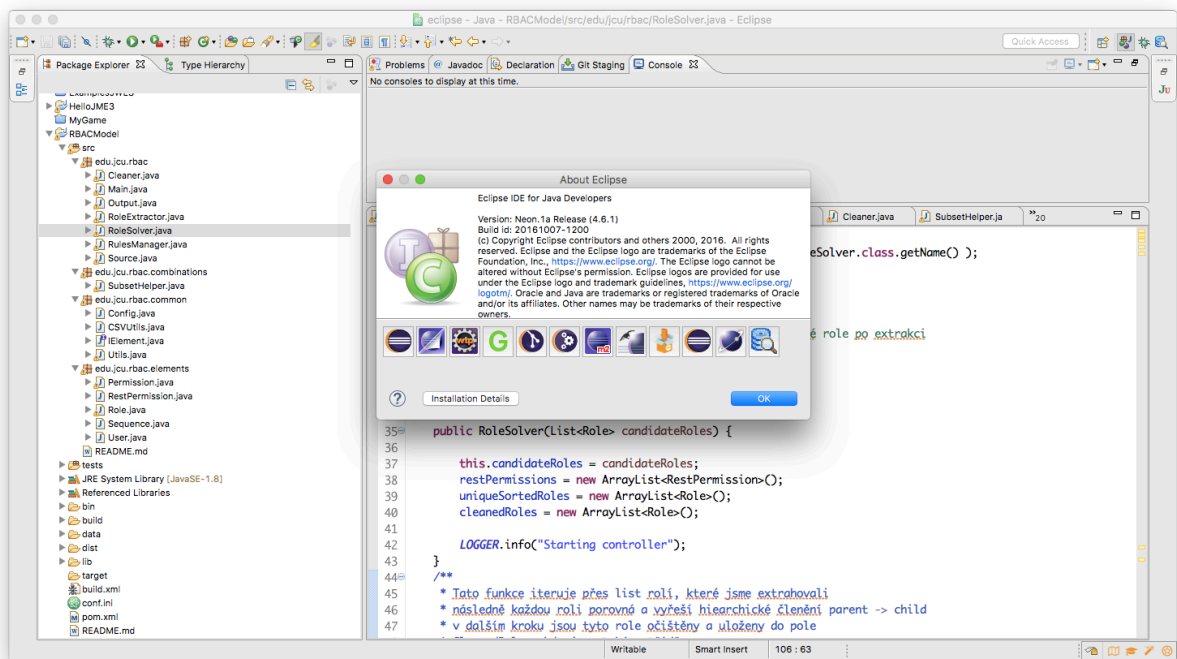 eclipse - Java - RBACModel/src/edu/jcu/rbac/RoleSolver.java - Eclipse
Quick Access
Package Explorer
Type Hierarchy
Problems
Javadoc
Declaration
Git Staging
Console
No consoles to display at this time.
HelloJME3
MyGame
RBACModel
src
edu.jcu.rbac
Cleaner.java
Main.java
Output.java
RoleExtractor.java
RoleSolver.java
RulesManager.java
Source.java
edu.jcu.rbac.combinations
SubsetHelper.java
edu.jcu.rbac.common
Config.java
CSVUtils.java
IElement.java
Utils.java
edu.jcu.rbac.elements
Permission.java
RestPermission.java
Role.java
Sequence.java
User.java
README.md
tests
JRE System Library [JavaSE-1.8]
Referenced Libraries
bin
build
data
dist
lib
target
build.xml
conf.ini
pom.xml
README.md
About Eclipse
Eclipse IDE for Java Developers
Version: Neon.1a Release (4.6.1)
Build id: 20161007-1200
(c) Copyright Eclipse contributors and others 2000, 2016.  All rights
reserved. Eclipse and the Eclipse logo are trademarks of the Eclipse
Foundation, Inc., https://www.eclipse.org/. The Eclipse logo cannot be
altered without Eclipse's permission. Eclipse logos are provided for use
under the Eclipse logo and trademark guidelines, https://www.eclipse.org/
logotm/. Oracle and Java are trademarks or registered trademarks of Oracle
and/or its affiliates. Other names may be trademarks of their respective
owners.
wtp
G
m2
Installation Details
OK
Cleaner.java
SubsetHelper.ja
20
eSolver.class.getName() );
é role po extrakci
35 public RoleSolver(List<Role> candidateRoles) {
36
37 this.candidateRoles = candidateRoles;
38 restPermissions = new ArrayList<RestPermission>();
39 uniqueSortedRoles = new ArrayList<Role>();
40 cleanedRoles = new ArrayList<Role>();
41
42 LOGGER.info("Starting controller");
43 }
44 /**
45 * Tato funkce iteruje přes list rolí, které jsme extrahovali
46 * následně každou roli porovná a vyřeší hiearchické členění parent -> child
47 * v dalším kroku jsou tyto role očištěny a uloženy do pole
Writable
Smart Insert
106 : 63